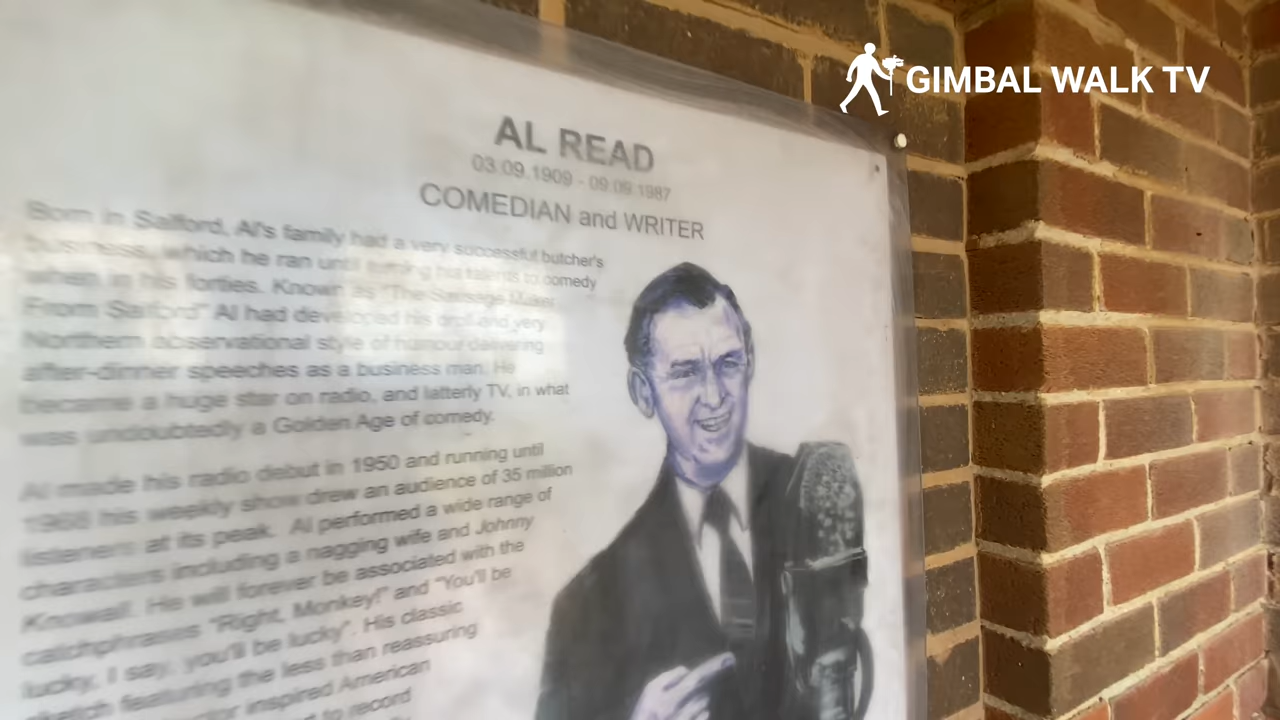 GIMBAL WALK TV
AL READ
03.09.1909 - 09.09.1987
COMEDIAN and WRITER
Born in Salford, Al's family had a very successful butcher's
business, which he ran until turning his talents to comedy
when in his forties. Known as "The Sausage Maker
From Salford" Al had developed his droll and very
Northern observational style of humour delivering
after-dinner speeches as a business man. He
became a huge star on radio, and latterly TV, in what
was undoubtedly a Golden Age of comedy.
Al made his radio debut in 1950 and running until
1968 his weekly show drew an audience of 35 million
listeners at its peak. Al performed a wide range of
characters including a nagging wife and Johnny
Knowall. He will forever be associated with the
catchphrases "Right, Monkey!" and "You'll be
lucky, I say, you'll be lucky". His classic
sketch featuring the less than reassuring
inspired American
to record